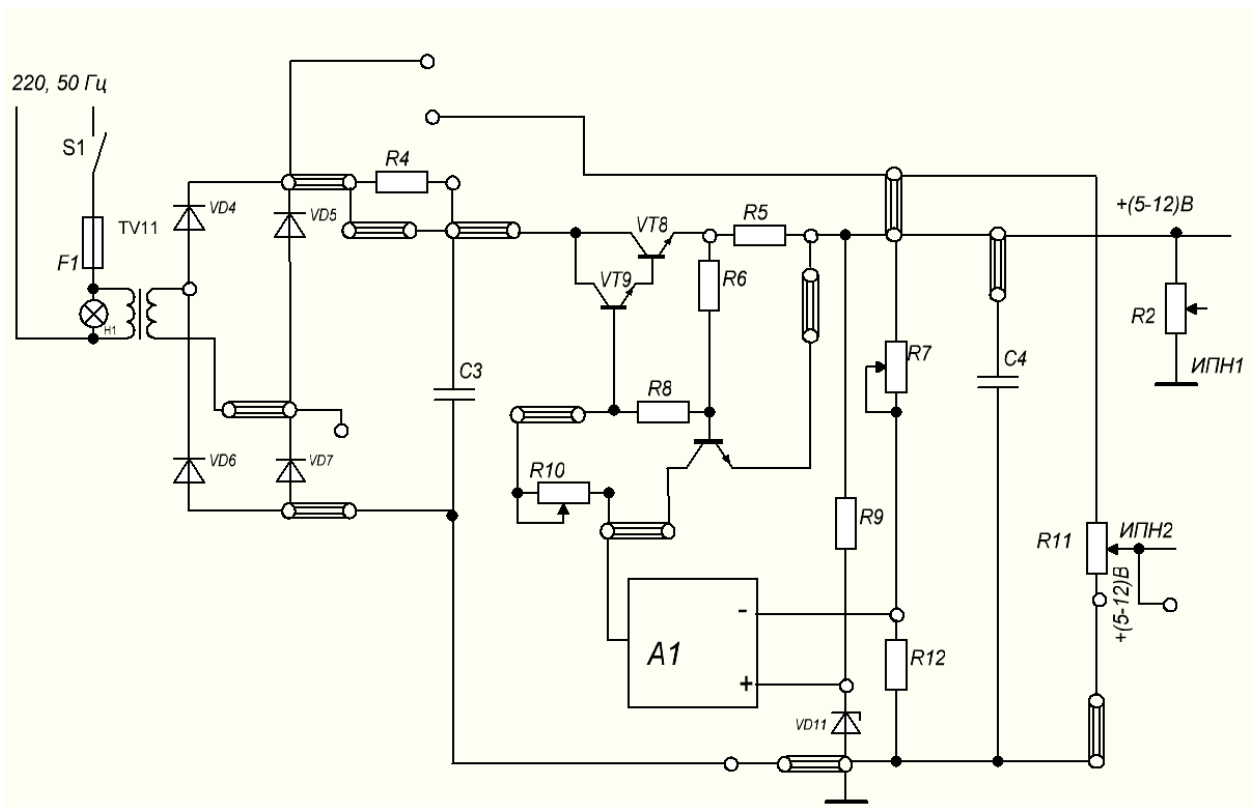 220, 50 Гц
S1
F1
H1
TV11
VD4
VD5
VD6
VD7
R4
C3
VT8
VT9
R5
R6
R8
R10
A1
-
+
R7
R9
R12
VD11
C4
R11
+(5-12)В
R2
ИПН1
ИПН2
+(5-12)В